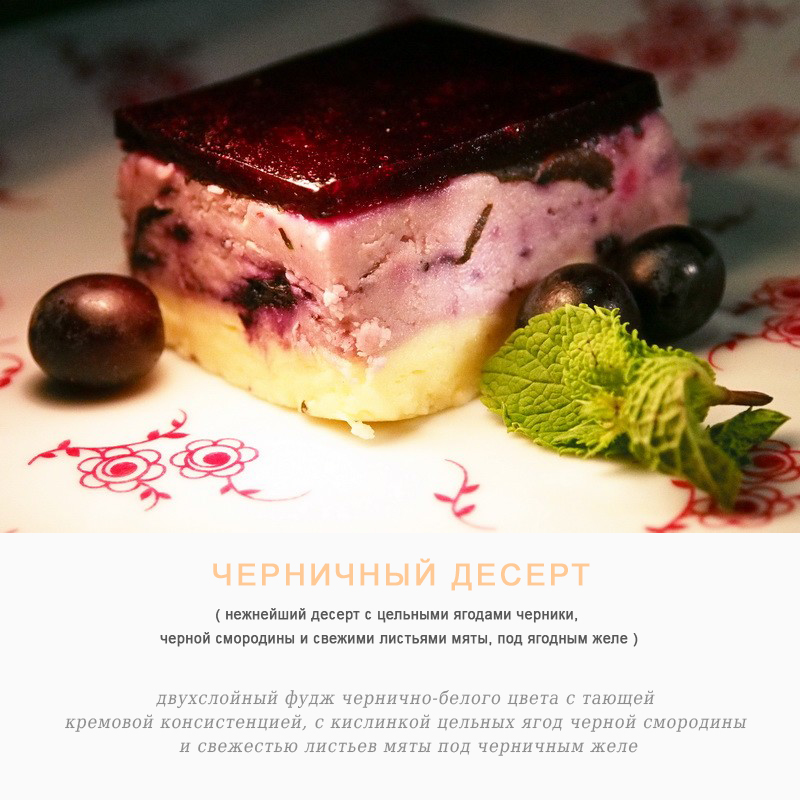 ЧЕРНИЧНЫЙ ДЕСЕРТ
( нежнейший десерт с цельными ягодами черники,
черной смородины и свежими листьями мяты, под ягодным желе )
двухслойный фудж чернично-белого цвета с тающей
кремовой консистенцией, с кислинкой цельных ягод черной смородины
и свежестью листьев мяты под черничным желе